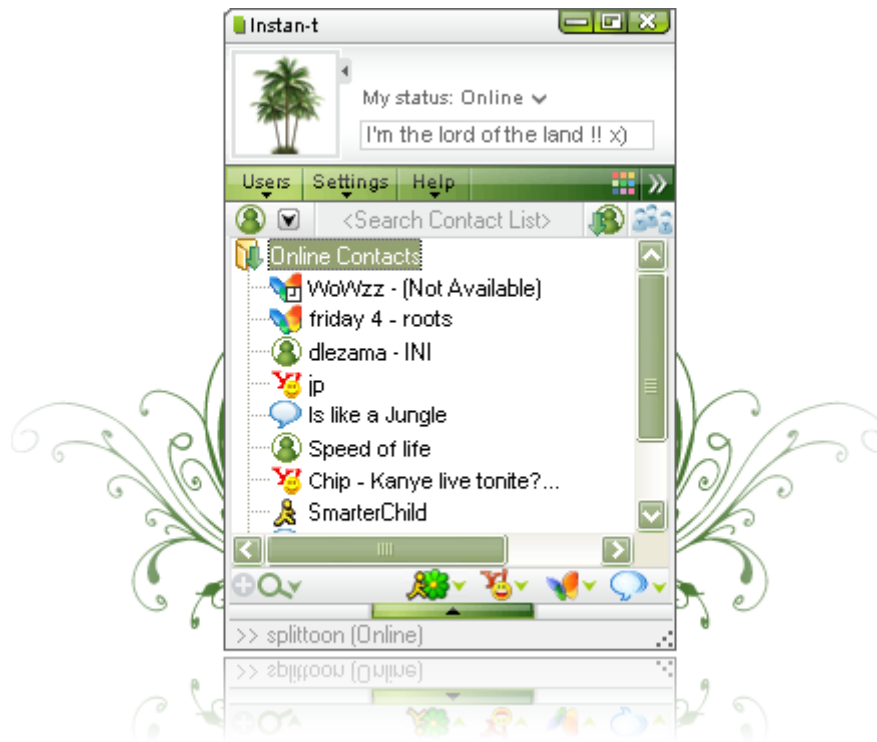 Instan-t
My status: Online
I'm the lord of the land !! x)
Users Settings Help
<Search Contact List>
Online Contacts
WoWzz - (Not Available)
friday 4 - roots
dlezama - INI
jp
Is like a Jungle
Speed of life
Chip - Kanye live tonite?...
SmarterChild
>> splittoon (Online)
>> splittoon (Online)